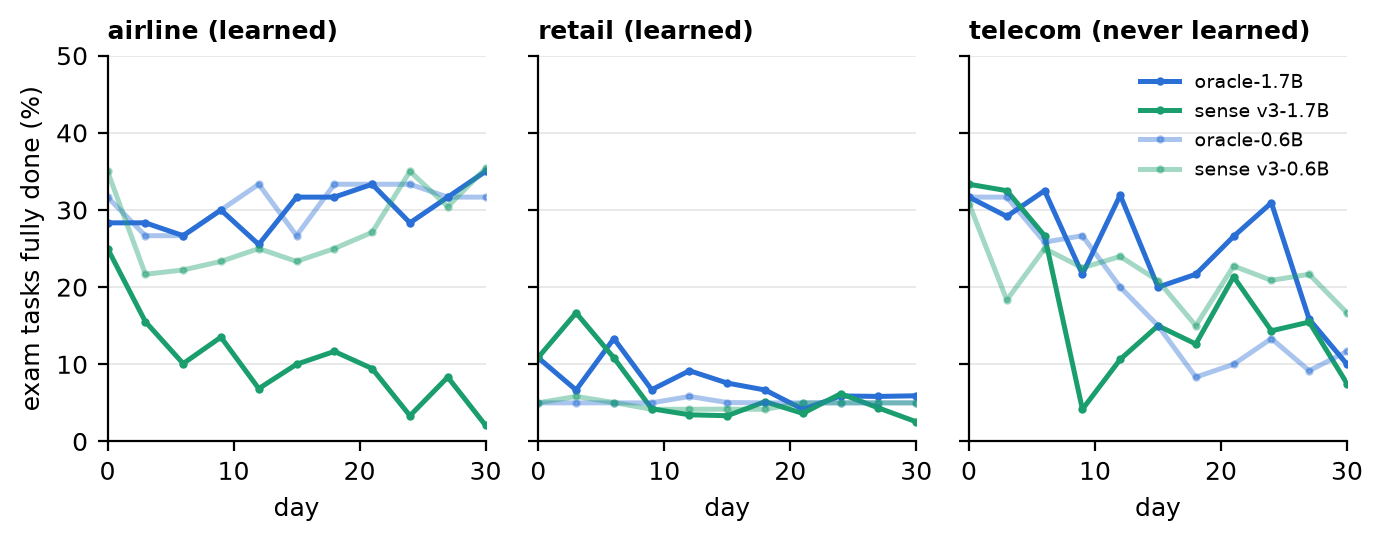 airline (learned)
retail (learned)
telecom (never learned)
exam tasks fully done (%)
50
40
30
20
10
0
oracle-1.7B
sense v3-1.7B
oracle-0.6B
sense v3-0.6B
0 10 20 30
0 10 20 30
0 10 20 30
day
day
day